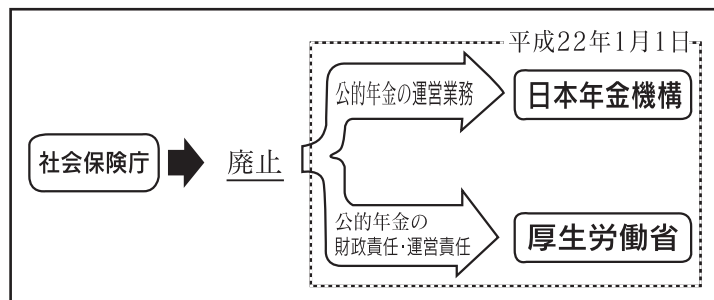 平成22年1月1日
公的年金の運営業務
日本年金機構
社会保険庁
廃止
公的年金の
財政責任・運営責任
厚生労働省